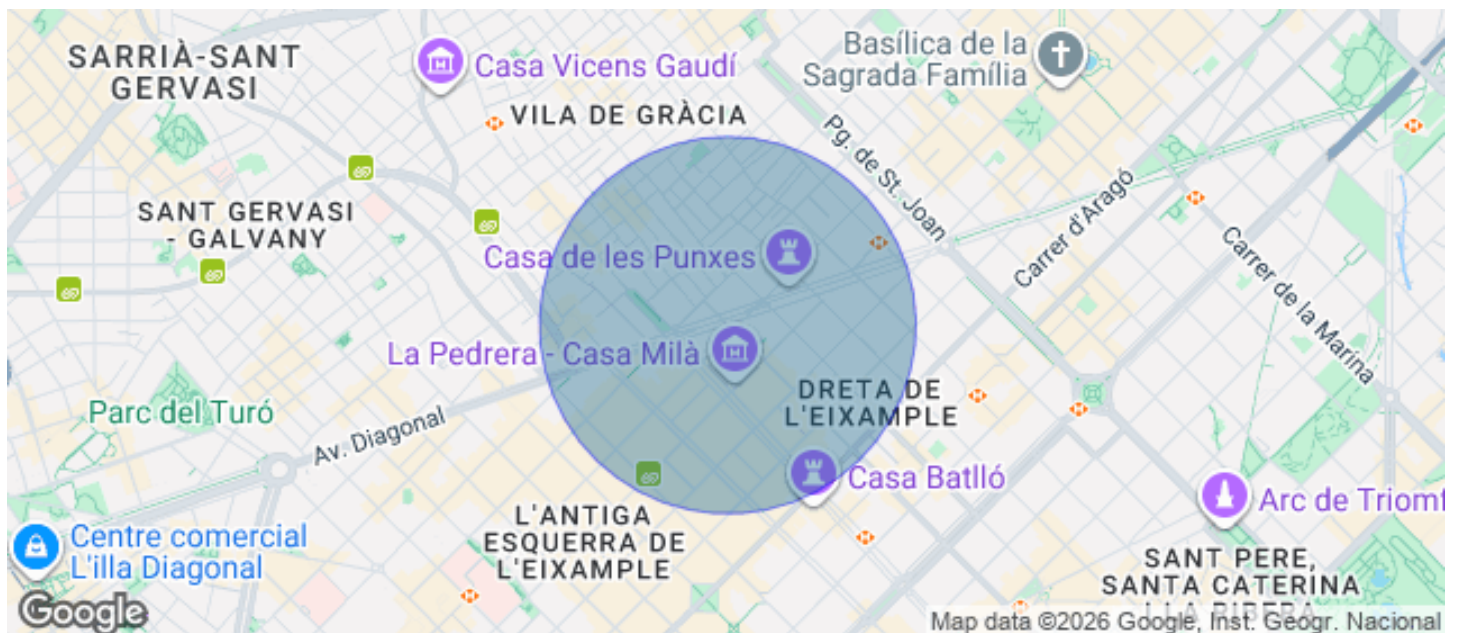 SARRIÀ-SANT
GERVASI
Casa Vicens Gaudí
Basílica de la
Sagrada Família
VILA DE GRÀCIA
Pg. de St. Joan
Carrer d'Aragó
SANT GERVASI
- GALVANY
Carrer de la Marina
Casa de les Punxes
La Pedrera - Casa Milà
DRETA DE
L'EIXAMPLE
Parc del Turó
Av. Diagonal
Casa Batlló
Arc de Triomf
L'ANTIGA
ESQUERRA DE
L'EIXAMPLE
Centre comercial
L'illa Diagonal
SANT PERE,
SANTA CATERINA
I LA RIBERA
Google
Map data ©2026 Google, Inst. Geogr. Nacional